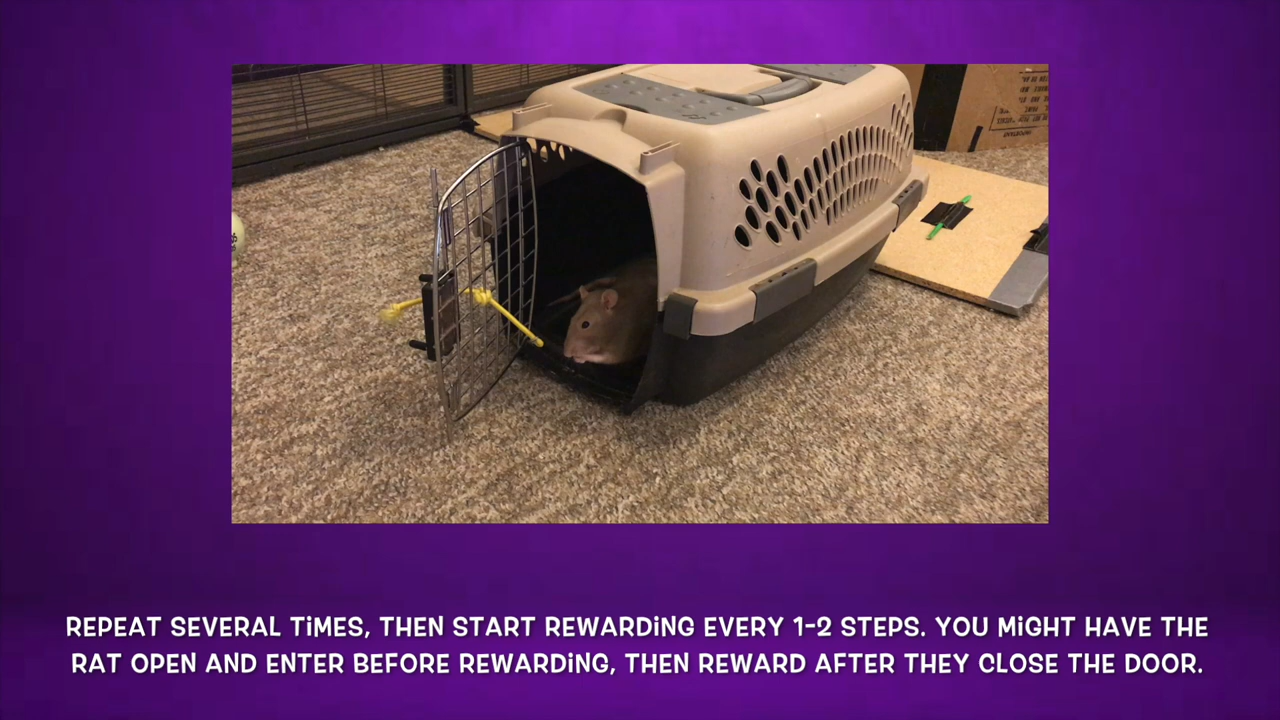 REPEAT SEVERAL TIMES, THEN START REWARDING EVERY 1-2 STEPS. YOU MIGHT HAVE THE
RAT OPEN AND ENTER BEFORE REWARDING, THEN REWARD AFTER THEY CLOSE THE DOOR.